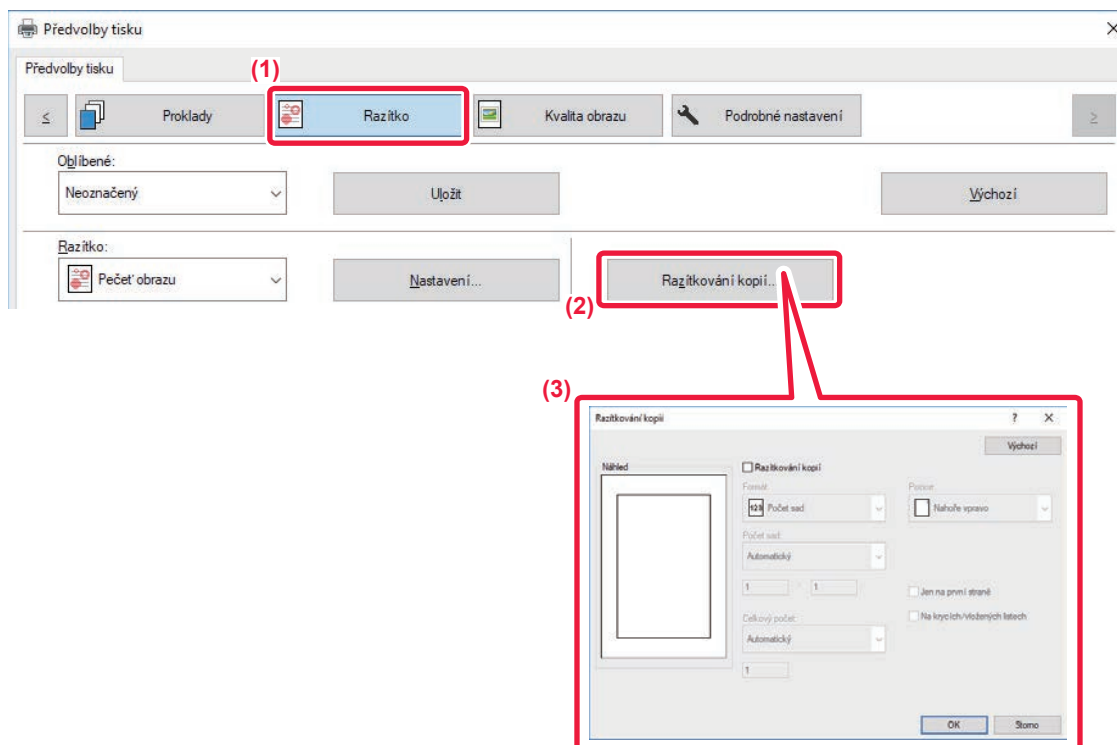 Předvolby tisku
Předvolby tisku
(1)
≤ Proklady Razítko Kvalita obrazu Podrobné nastavení ≥
Oblíbené:
Neoznačený Uložit Výchozí
Razítko:
Pečeť obrazu Nastavení... Razítkování kopií...
(2)
(3)
Razítkování kopií ? X
Výchozí
Náhled Razítkování kopií
Formát: Pozice:
123 Počet sad Nahoře vpravo
Počet sad:
Automatický
1 - 1 Jen na první straně
Celkový počet: Na krycích/vložených listech
Automatický
1
OK Storno